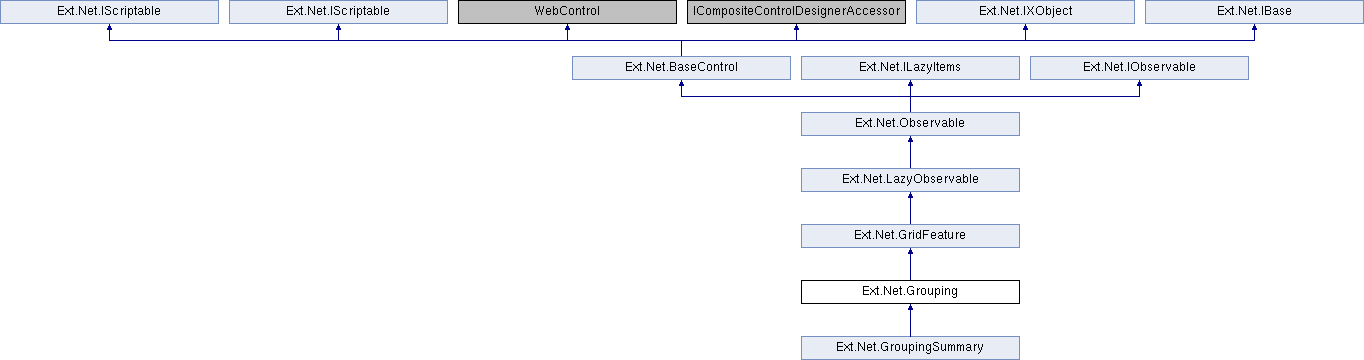 Ext.Net.IScriptable
Ext.Net.IScriptable
WebControl
ICompositeControlDesignerAccessor
Ext.Net.IXObject
Ext.Net.IBase
Ext.Net.BaseControl
Ext.Net.ILazyItems
Ext.Net.IObservable
Ext.Net.Observable
Ext.Net.LazyObservable
Ext.Net.GridFeature
Ext.Net.Grouping
Ext.Net.GroupingSummary